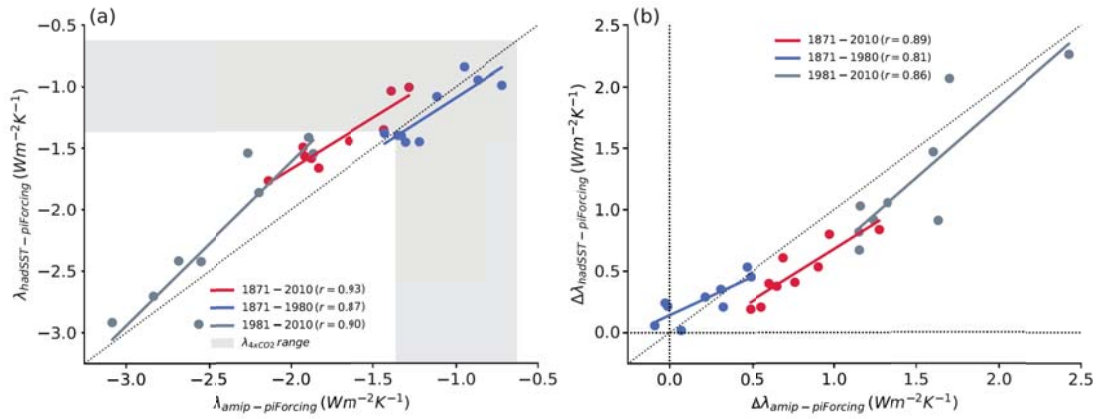 (a)
−0.5
−1.0
−1.5
−2.0
−2.5
−3.0
λhadSST−piForcing (Wm−2K−1)
1871−2010 (r=0.93)
1871−1980 (r=0.87)
1981−2010 (r=0.90)
λ4xCO2 range
−3.0 −2.5 −2.0 −1.5 −1.0 −0.5
λamip−piForcing (Wm−2K−1)
(b)
2.5
2.0
1.5
1.0
0.5
0.0
ΔλhadSST−piForcing (Wm−2K−1)
1871−2010 (r=0.89)
1871−1980 (r=0.81)
1981−2010 (r=0.86)
0.0 0.5 1.0 1.5 2.0 2.5
Δλamip−piForcing (Wm−2K−1)